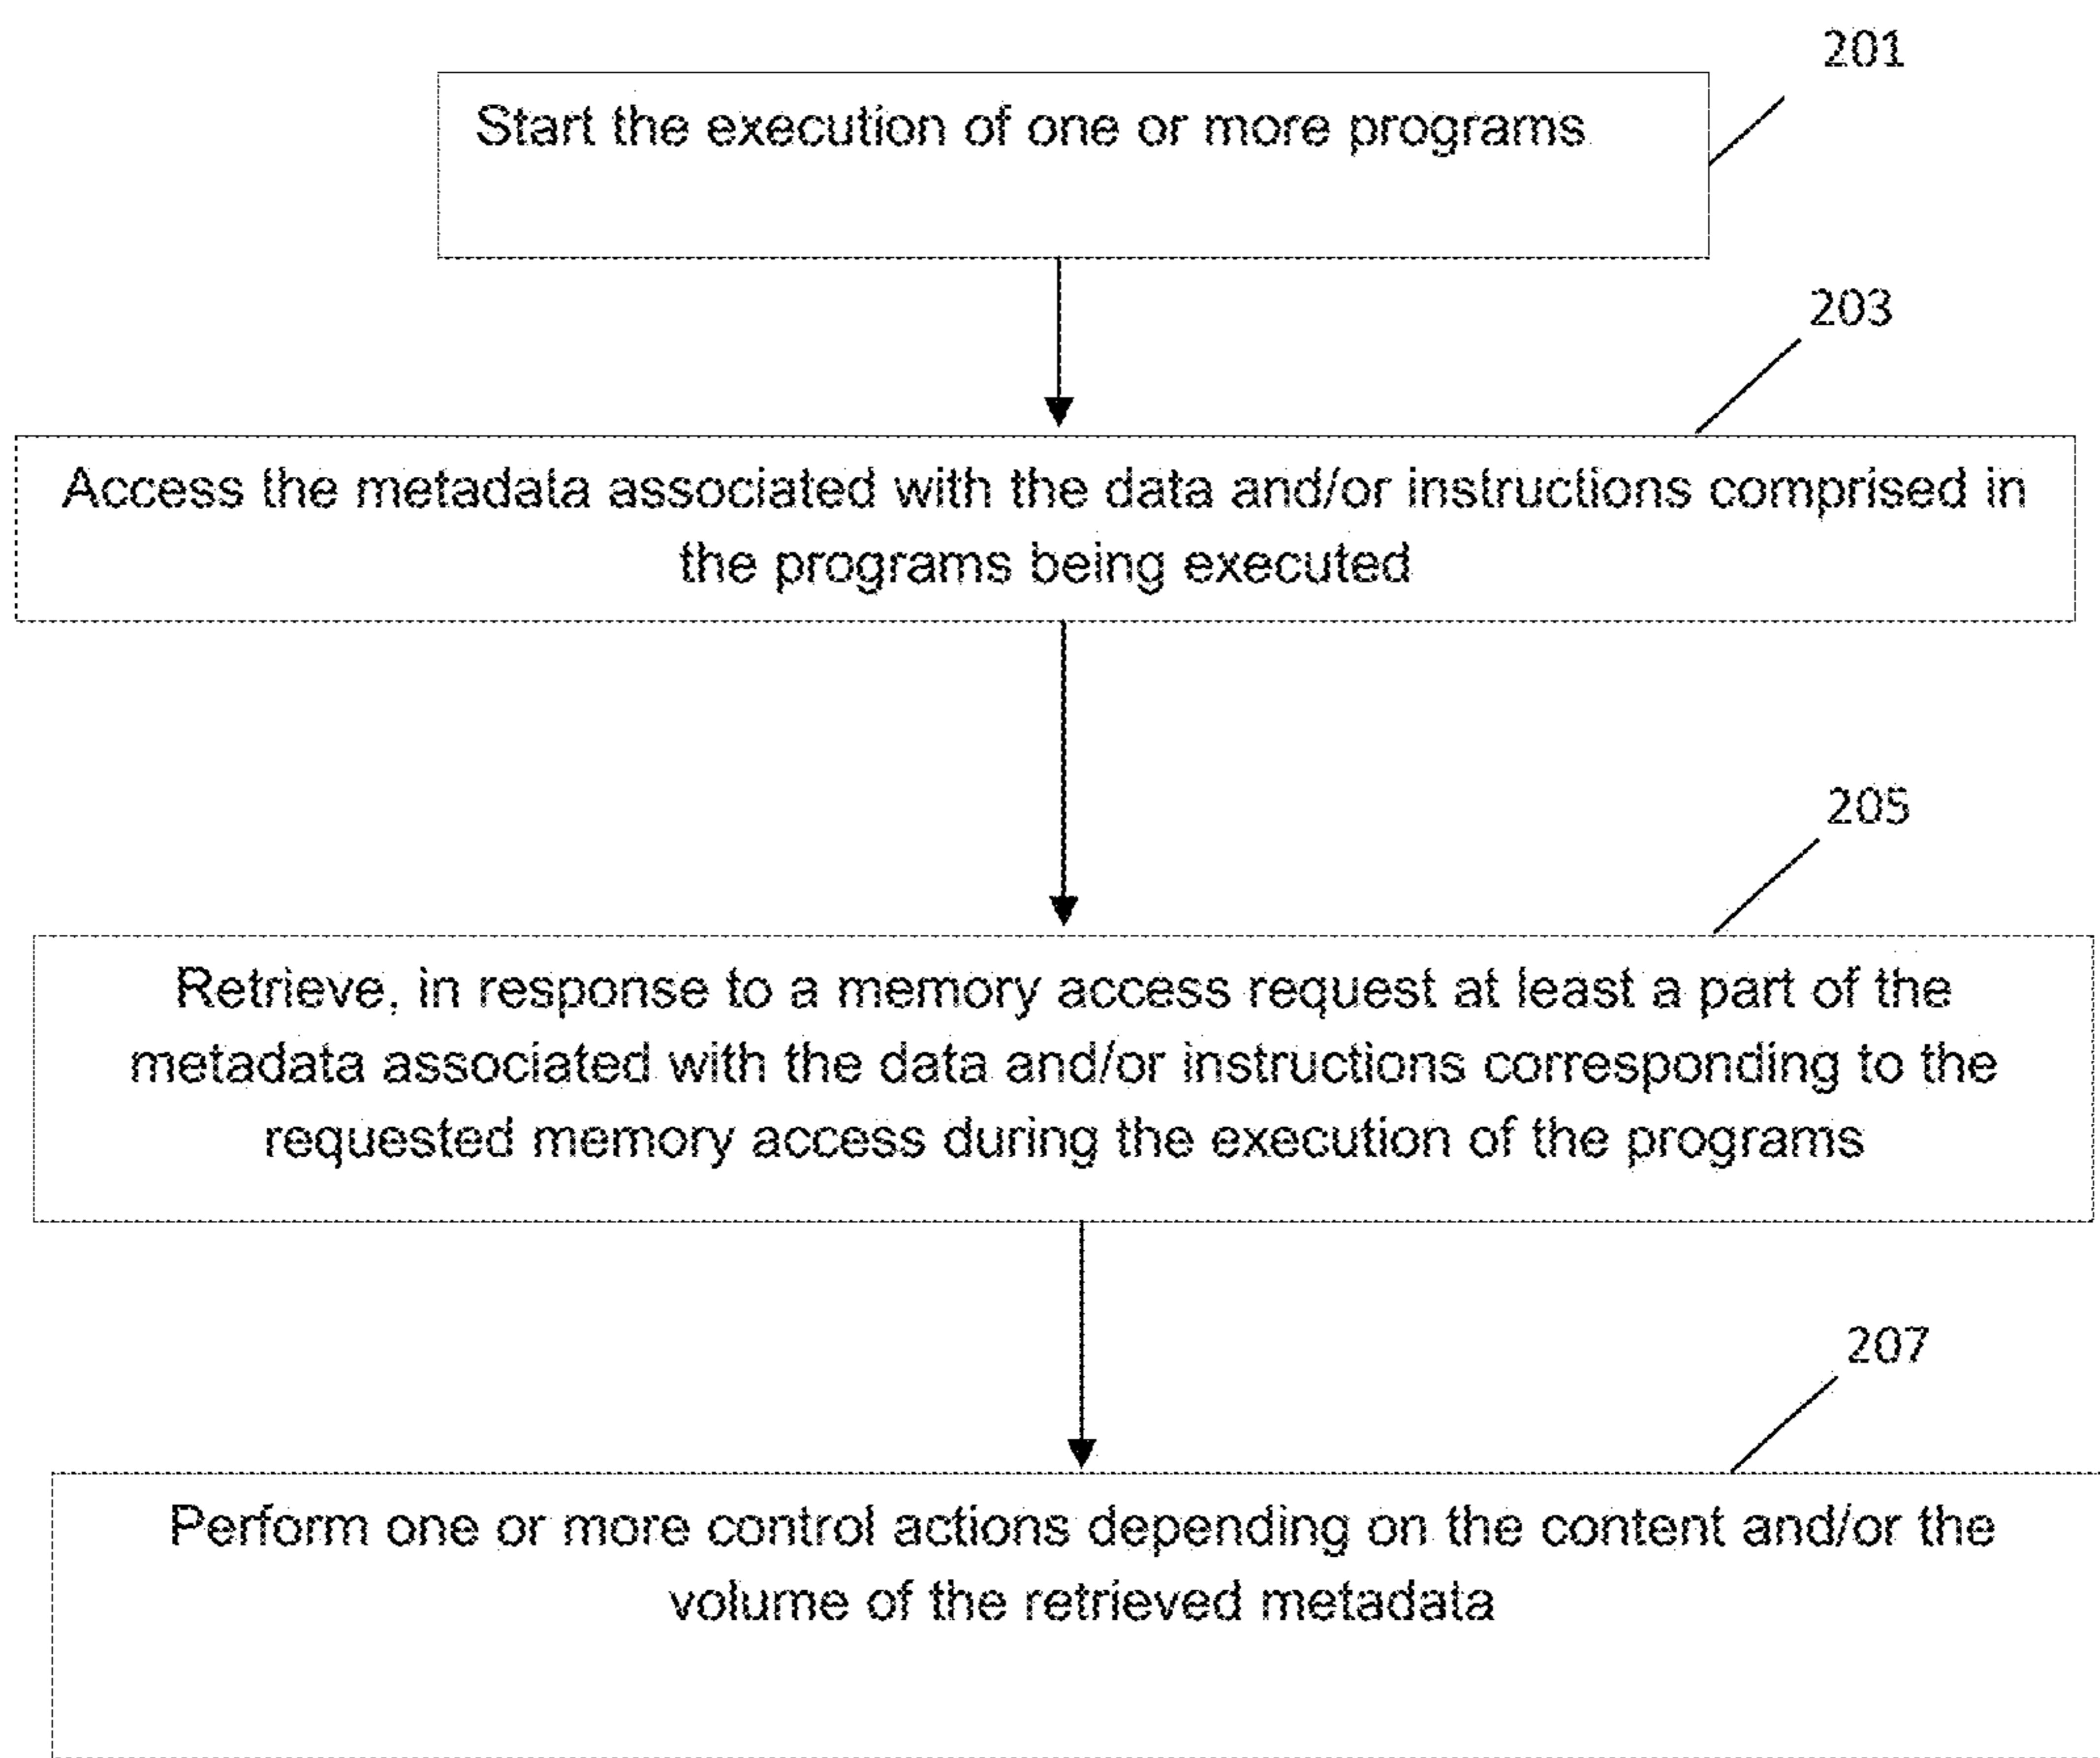 201
Start the execution of one or more programs
203
Access the metadata associated with the data and/or instructions comprised in
the programs being executed
205
Retrieve, in response to a memory access request at least a part of the
metadata associated with the data and/or instructions corresponding to the
requested memory access during the execution of the programs
207
Perform one or more control actions depending on the content and/or the
volume of the retrieved metadata